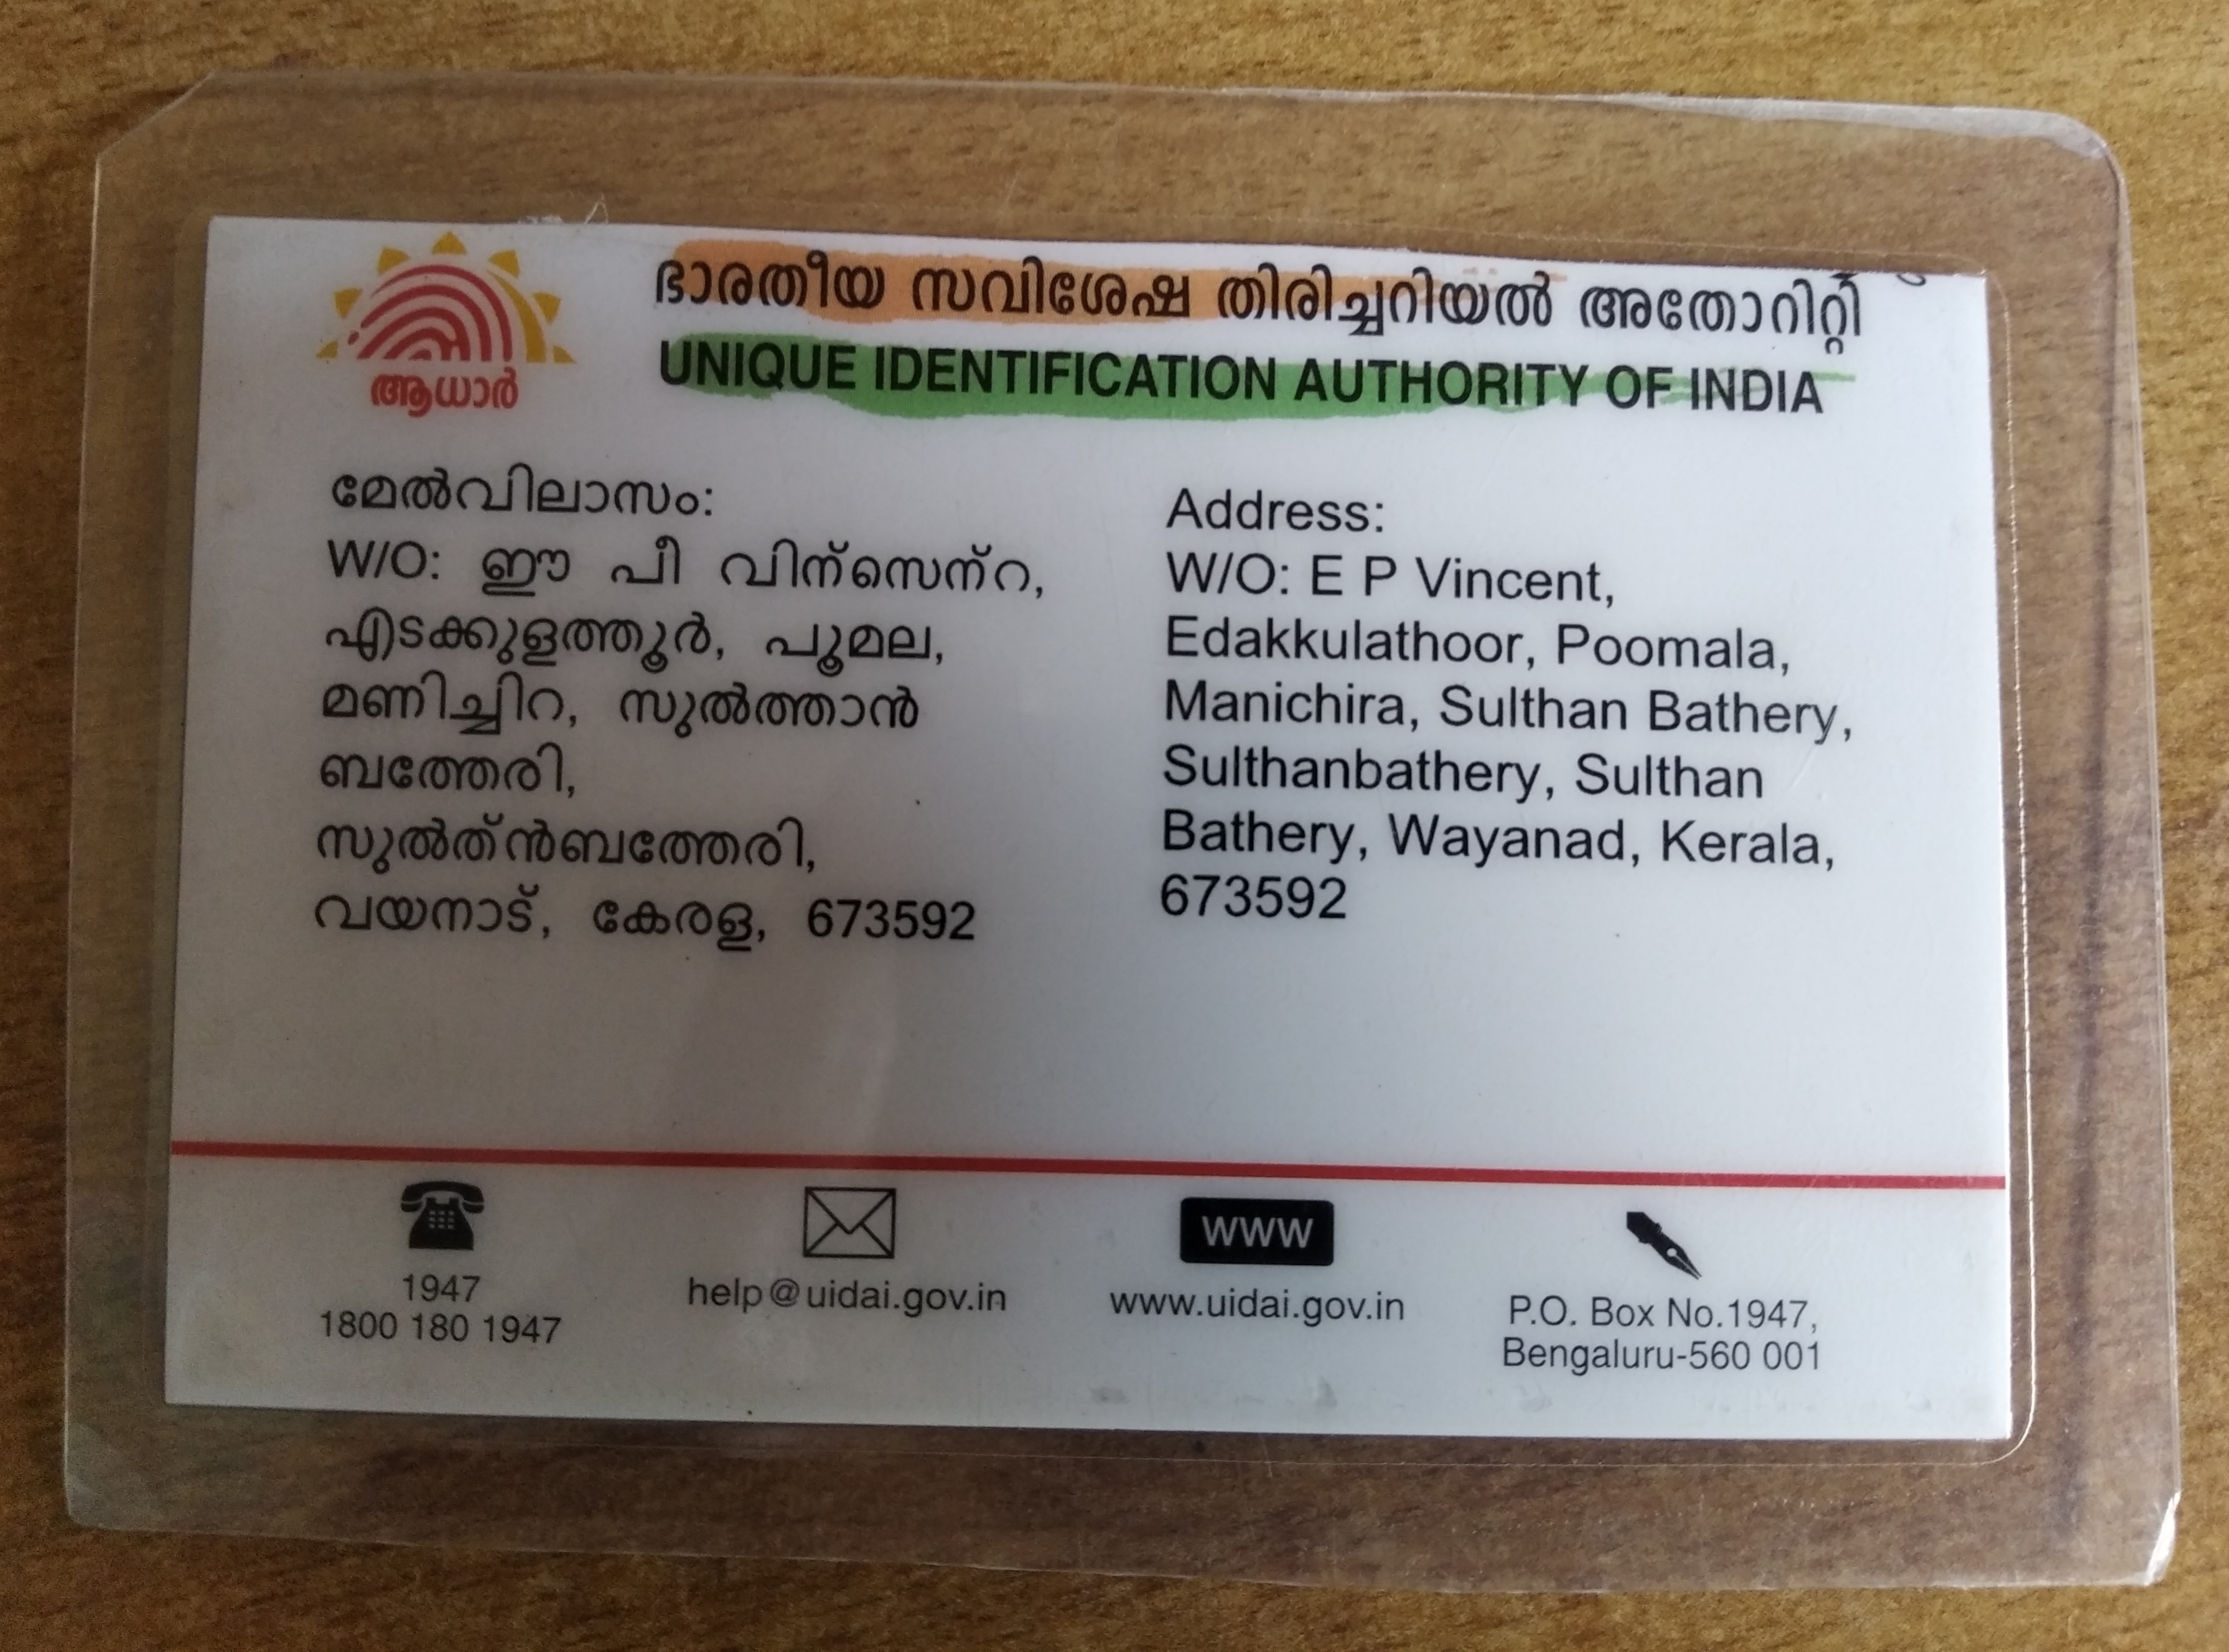 ആധാർ
ഭാരതീയ സവിശേഷ തിരിച്ചറിയൽ അതോറിറ്റി
UNIQUE IDENTIFICATION AUTHORITY OF INDIA
മേൽവിലാസം:
W/O: ഈ പീ വിന്സെന്റ,
എടക്കുളത്തൂർ, പൂമല,
മണിച്ചിറ, സുൽത്താൻ
ബത്തേരി,
സുൽത്ൻബത്തേരി,
വയനാട്, കേരള, 673592
Address:
W/O: E P Vincent,
Edakkulathoor, Poomala,
Manichira, Sulthan Bathery,
Sulthanbathery, Sulthan
Bathery, Wayanad, Kerala,
673592
1947
1800 180 1947
help@uidai.gov.in
www
www.uidai.gov.in
P.O. Box No.1947,
Bengaluru-560 001